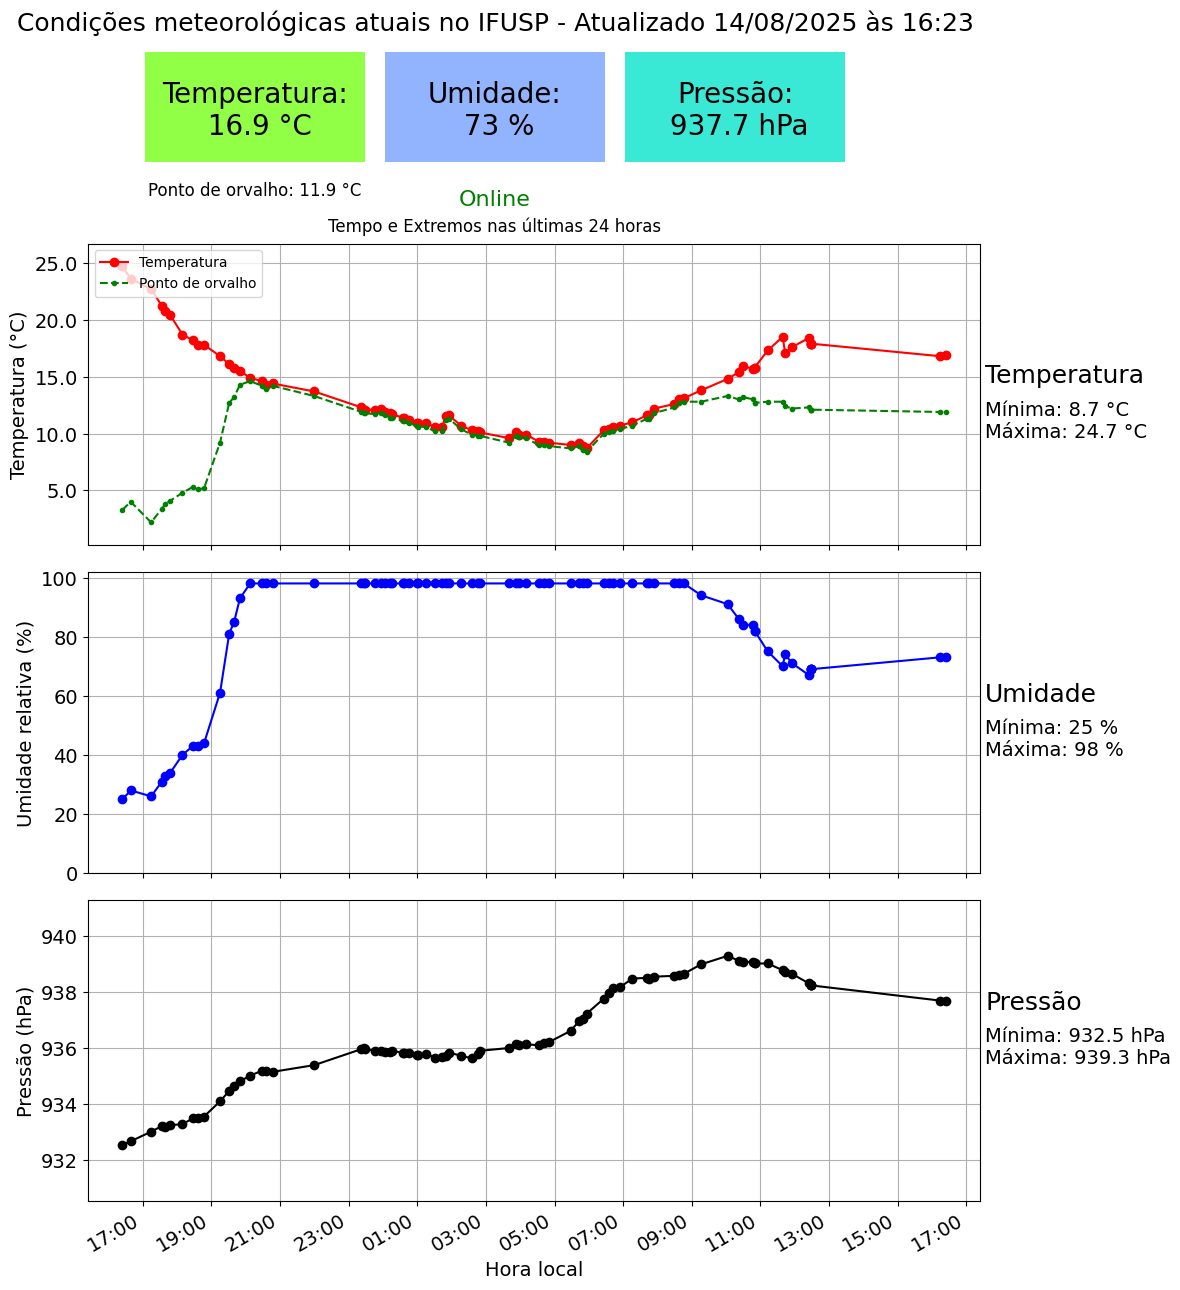 Condições meteorológicas atuais no IFUSP - Atualizado 14/08/2025 às 16:23
Temperatura:
16.9 °C
Umidade:
73 %
Pressão:
937.7 hPa
Ponto de orvalho: 11.9 °C
Online
Tempo e Extremos nas últimas 24 horas
Temperatura
Ponto de orvalho
Temperatura (°C)
25.0
20.0
15.0
10.0
5.0
Temperatura
Mínima: 8.7 °C
Máxima: 24.7 °C
Umidade relativa (%)
100
80
60
40
20
0
Umidade
Mínima: 25 %
Máxima: 98 %
Pressão (hPa)
940
938
936
934
932
Pressão
Mínima: 932.5 hPa
Máxima: 939.3 hPa
17:00 19:00 21:00 23:00 01:00 03:00 05:00 07:00 09:00 11:00 13:00 15:00 17:00
Hora local